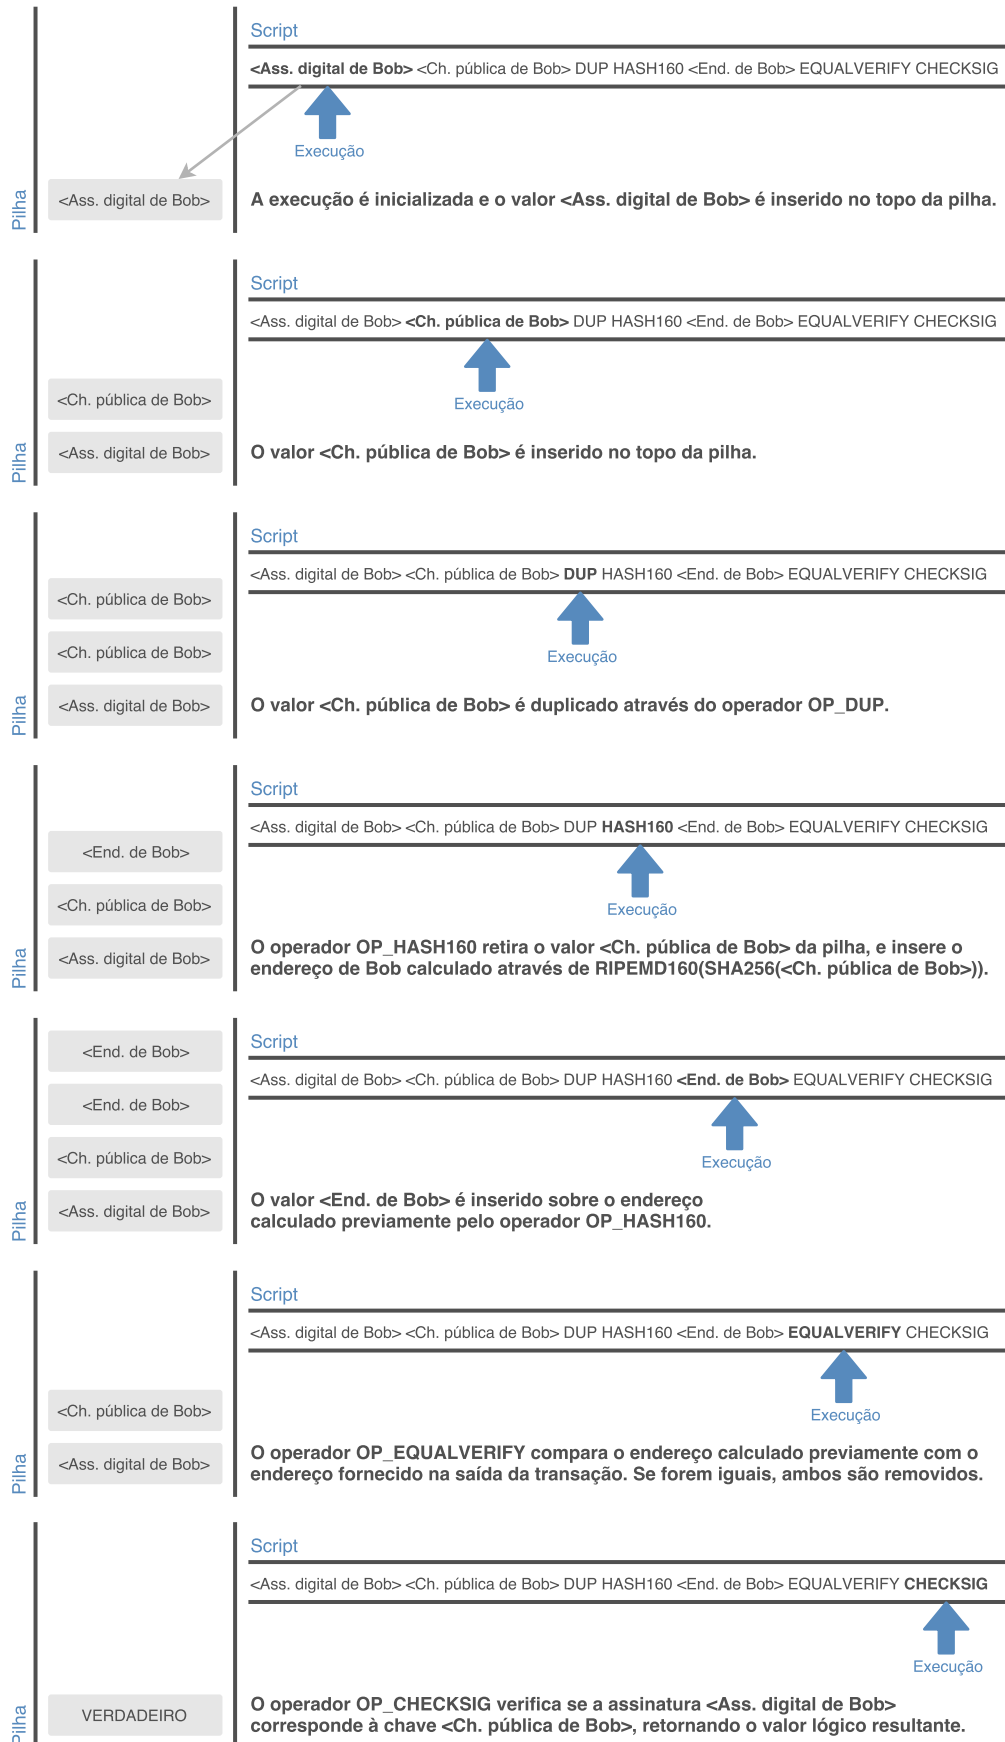 Script
<Ass. digital de Bob> <Ch. pública de Bob> DUP HASH160 <End. de Bob> EQUALVERIFY CHECKSIG
Execução
Pilha
<Ass. digital de Bob>
A execução é inicializada e o valor <Ass. digital de Bob> é inserido no topo da pilha.
Script
<Ass. digital de Bob> <Ch. pública de Bob> DUP HASH160 <End. de Bob> EQUALVERIFY CHECKSIG
Execução
<Ch. pública de Bob>
Pilha
<Ass. digital de Bob>
O valor <Ch. pública de Bob> é inserido no topo da pilha.
Script
<Ass. digital de Bob> <Ch. pública de Bob> DUP HASH160 <End. de Bob> EQUALVERIFY CHECKSIG
Execução
<Ch. pública de Bob>
<Ch. pública de Bob>
Pilha
<Ass. digital de Bob>
O valor <Ch. pública de Bob> é duplicado através do operador OP_DUP.
Script
<Ass. digital de Bob> <Ch. pública de Bob> DUP HASH160 <End. de Bob> EQUALVERIFY CHECKSIG
Execução
<End. de Bob>
<Ch. pública de Bob>
Pilha
<Ass. digital de Bob>
O operador OP_HASH160 retira o valor <Ch. pública de Bob> da pilha, e insere o
endereço de Bob calculado através de RIPEMD160(SHA256(<Ch. pública de Bob>)).
Script
<Ass. digital de Bob> <Ch. pública de Bob> DUP HASH160 <End. de Bob> EQUALVERIFY CHECKSIG
Execução
<End. de Bob>
<End. de Bob>
<Ch. pública de Bob>
Pilha
<Ass. digital de Bob>
O valor <End. de Bob> é inserido sobre o endereço
calculado previamente pelo operador OP_HASH160.
Script
<Ass. digital de Bob> <Ch. pública de Bob> DUP HASH160 <End. de Bob> EQUALVERIFY CHECKSIG
Execução
<Ch. pública de Bob>
Pilha
<Ass. digital de Bob>
O operador OP_EQUALVERIFY compara o endereço calculado previamente com o
endereço fornecido na saída da transação. Se forem iguais, ambos são removidos.
Script
<Ass. digital de Bob> <Ch. pública de Bob> DUP HASH160 <End. de Bob> EQUALVERIFY CHECKSIG
Execução
Pilha
VERDADEIRO
O operador OP_CHECKSIG verifica se a assinatura <Ass. digital de Bob>
corresponde à chave <Ch. pública de Bob>, retornando o valor lógico resultante.